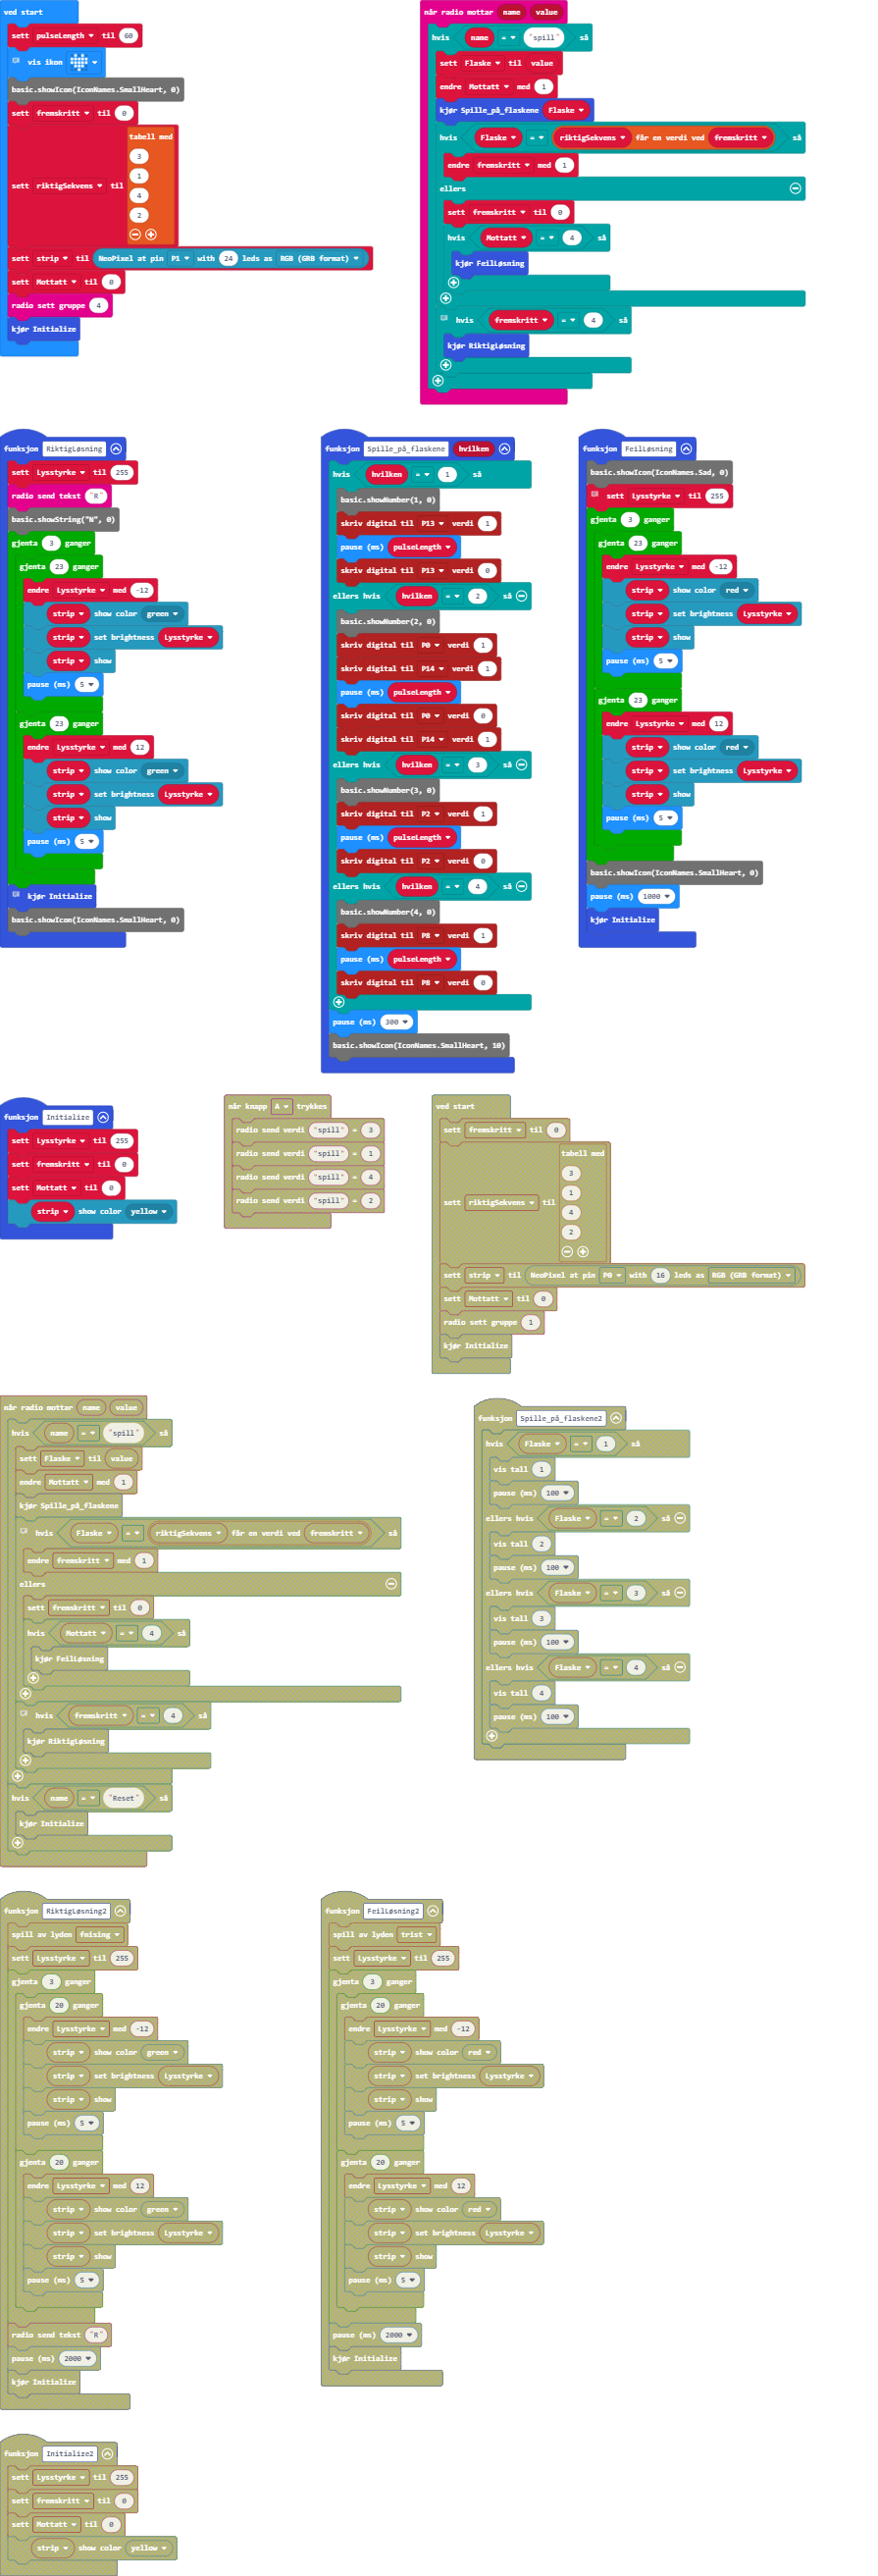 ved start
sett pulseLength til 60
vis ikon
basic.showIcon(IconNames.SmallHeart, 0)
sett fremskritt til 0
tabell med
3
1
sett riktigSekvens til
4
2
sett strip til NeoPixel at pin P1 with 24 leds as RGB (GRB format)
sett Mottatt til 0
radio sett gruppe 4
kjør Initialize
når radio mottar name value
hvis name = "spill" så
sett Flaske til value
endre Mottatt med 1
kjør Spille_på_flaskene Flaske
hvis Flaske = riktigSekvens får en verdi ved fremskritt så
endre fremskritt med 1
ellers
sett fremskritt til 0
hvis Mottatt = 4 så
kjør FeilLøsning
hvis fremskritt = 4 så
kjør RiktigLøsning
funksjon RiktigLøsning
sett Lysstyrke til 255
radio send tekst "R"
basic.showString("N", 0)
gjenta 3 ganger
gjenta 23 ganger
endre Lysstyrke med -12
strip show color green
strip set brightness Lysstyrke
strip show
pause (ms) 5
gjenta 23 ganger
endre Lysstyrke med 12
strip show color green
strip set brightness Lysstyrke
strip show
pause (ms) 5
kjør Initialize
basic.showIcon(IconNames.SmallHeart, 0)
funksjon Spille_på_flaskene hvilken
hvis hvilken = 1 så
basic.showNumber(1, 0)
skriv digital til P13 verdi 1
pause (ms) pulseLength
skriv digital til P13 verdi 0
ellers hvis hvilken = 2 så
basic.showNumber(2, 0)
skriv digital til P0 verdi 1
skriv digital til P14 verdi 1
pause (ms) pulseLength
skriv digital til P0 verdi 0
skriv digital til P14 verdi 1
ellers hvis hvilken = 3 så
basic.showNumber(3, 0)
skriv digital til P2 verdi 1
pause (ms) pulseLength
skriv digital til P2 verdi 0
ellers hvis hvilken = 4 så
basic.showNumber(4, 0)
skriv digital til P8 verdi 1
pause (ms) pulseLength
skriv digital til P8 verdi 0
pause (ms) 300
basic.showIcon(IconNames.SmallHeart, 10)
funksjon FeilLøsning
basic.showIcon(IconNames.Sad, 0)
sett Lysstyrke til 255
gjenta 3 ganger
gjenta 23 ganger
endre Lysstyrke med -12
strip show color red
strip set brightness Lysstyrke
strip show
pause (ms) 5
gjenta 23 ganger
endre Lysstyrke med 12
strip show color red
strip set brightness Lysstyrke
strip show
pause (ms) 5
basic.showIcon(IconNames.SmallHeart, 0)
pause (ms) 1000
kjør Initialize
funksjon Initialize
sett Lysstyrke til 255
sett fremskritt til 0
sett Mottatt til 0
strip show color yellow
når knapp A trykkes
radio send verdi "spill" = 3
radio send verdi "spill" = 1
radio send verdi "spill" = 4
radio send verdi "spill" = 2
ved start
sett fremskritt til 0
tabell med
3
1
sett riktigSekvens til
4
2
sett strip til NeoPixel at pin P0 with 16 leds as RGB (GRB format)
sett Mottatt til 0
radio sett gruppe 1
kjør Initialize
når radio mottar name value
hvis name = "spill" så
sett Flaske til value
endre Mottatt med 1
kjør Spille_på_flaskene
hvis Flaske = riktigSekvens får en verdi ved fremskritt så
endre fremskritt med 1
ellers
sett fremskritt til 0
hvis Mottatt = 4 så
kjør FeilLøsning
hvis fremskritt = 4 så
kjør RiktigLøsning
hvis name = "Reset" så
kjør Initialize
funksjon Spille_på_flaskene2
hvis Flaske = 1 så
vis tall 1
pause (ms) 100
ellers hvis Flaske = 2 så
vis tall 2
pause (ms) 100
ellers hvis Flaske = 3 så
vis tall 3
pause (ms) 100
ellers hvis Flaske = 4 så
vis tall 4
pause (ms) 100
funksjon RiktigLøsning2
spill av lyden fnising
sett Lysstyrke til 255
gjenta 3 ganger
gjenta 20 ganger
endre Lysstyrke med -12
strip show color green
strip set brightness Lysstyrke
strip show
pause (ms) 5
gjenta 20 ganger
endre Lysstyrke med 12
strip show color green
strip set brightness Lysstyrke
strip show
pause (ms) 5
radio send tekst "R"
pause (ms) 2000
kjør Initialize
funksjon FeilLøsning2
spill av lyden trist
sett Lysstyrke til 255
gjenta 3 ganger
gjenta 20 ganger
endre Lysstyrke med -12
strip show color red
strip set brightness Lysstyrke
strip show
pause (ms) 5
gjenta 20 ganger
endre Lysstyrke med 12
strip show color red
strip set brightness Lysstyrke
strip show
pause (ms) 5
pause (ms) 2000
kjør Initialize
funksjon Initialize2
sett Lysstyrke til 255
sett fremskritt til 0
sett Mottatt til 0
strip show color yellow